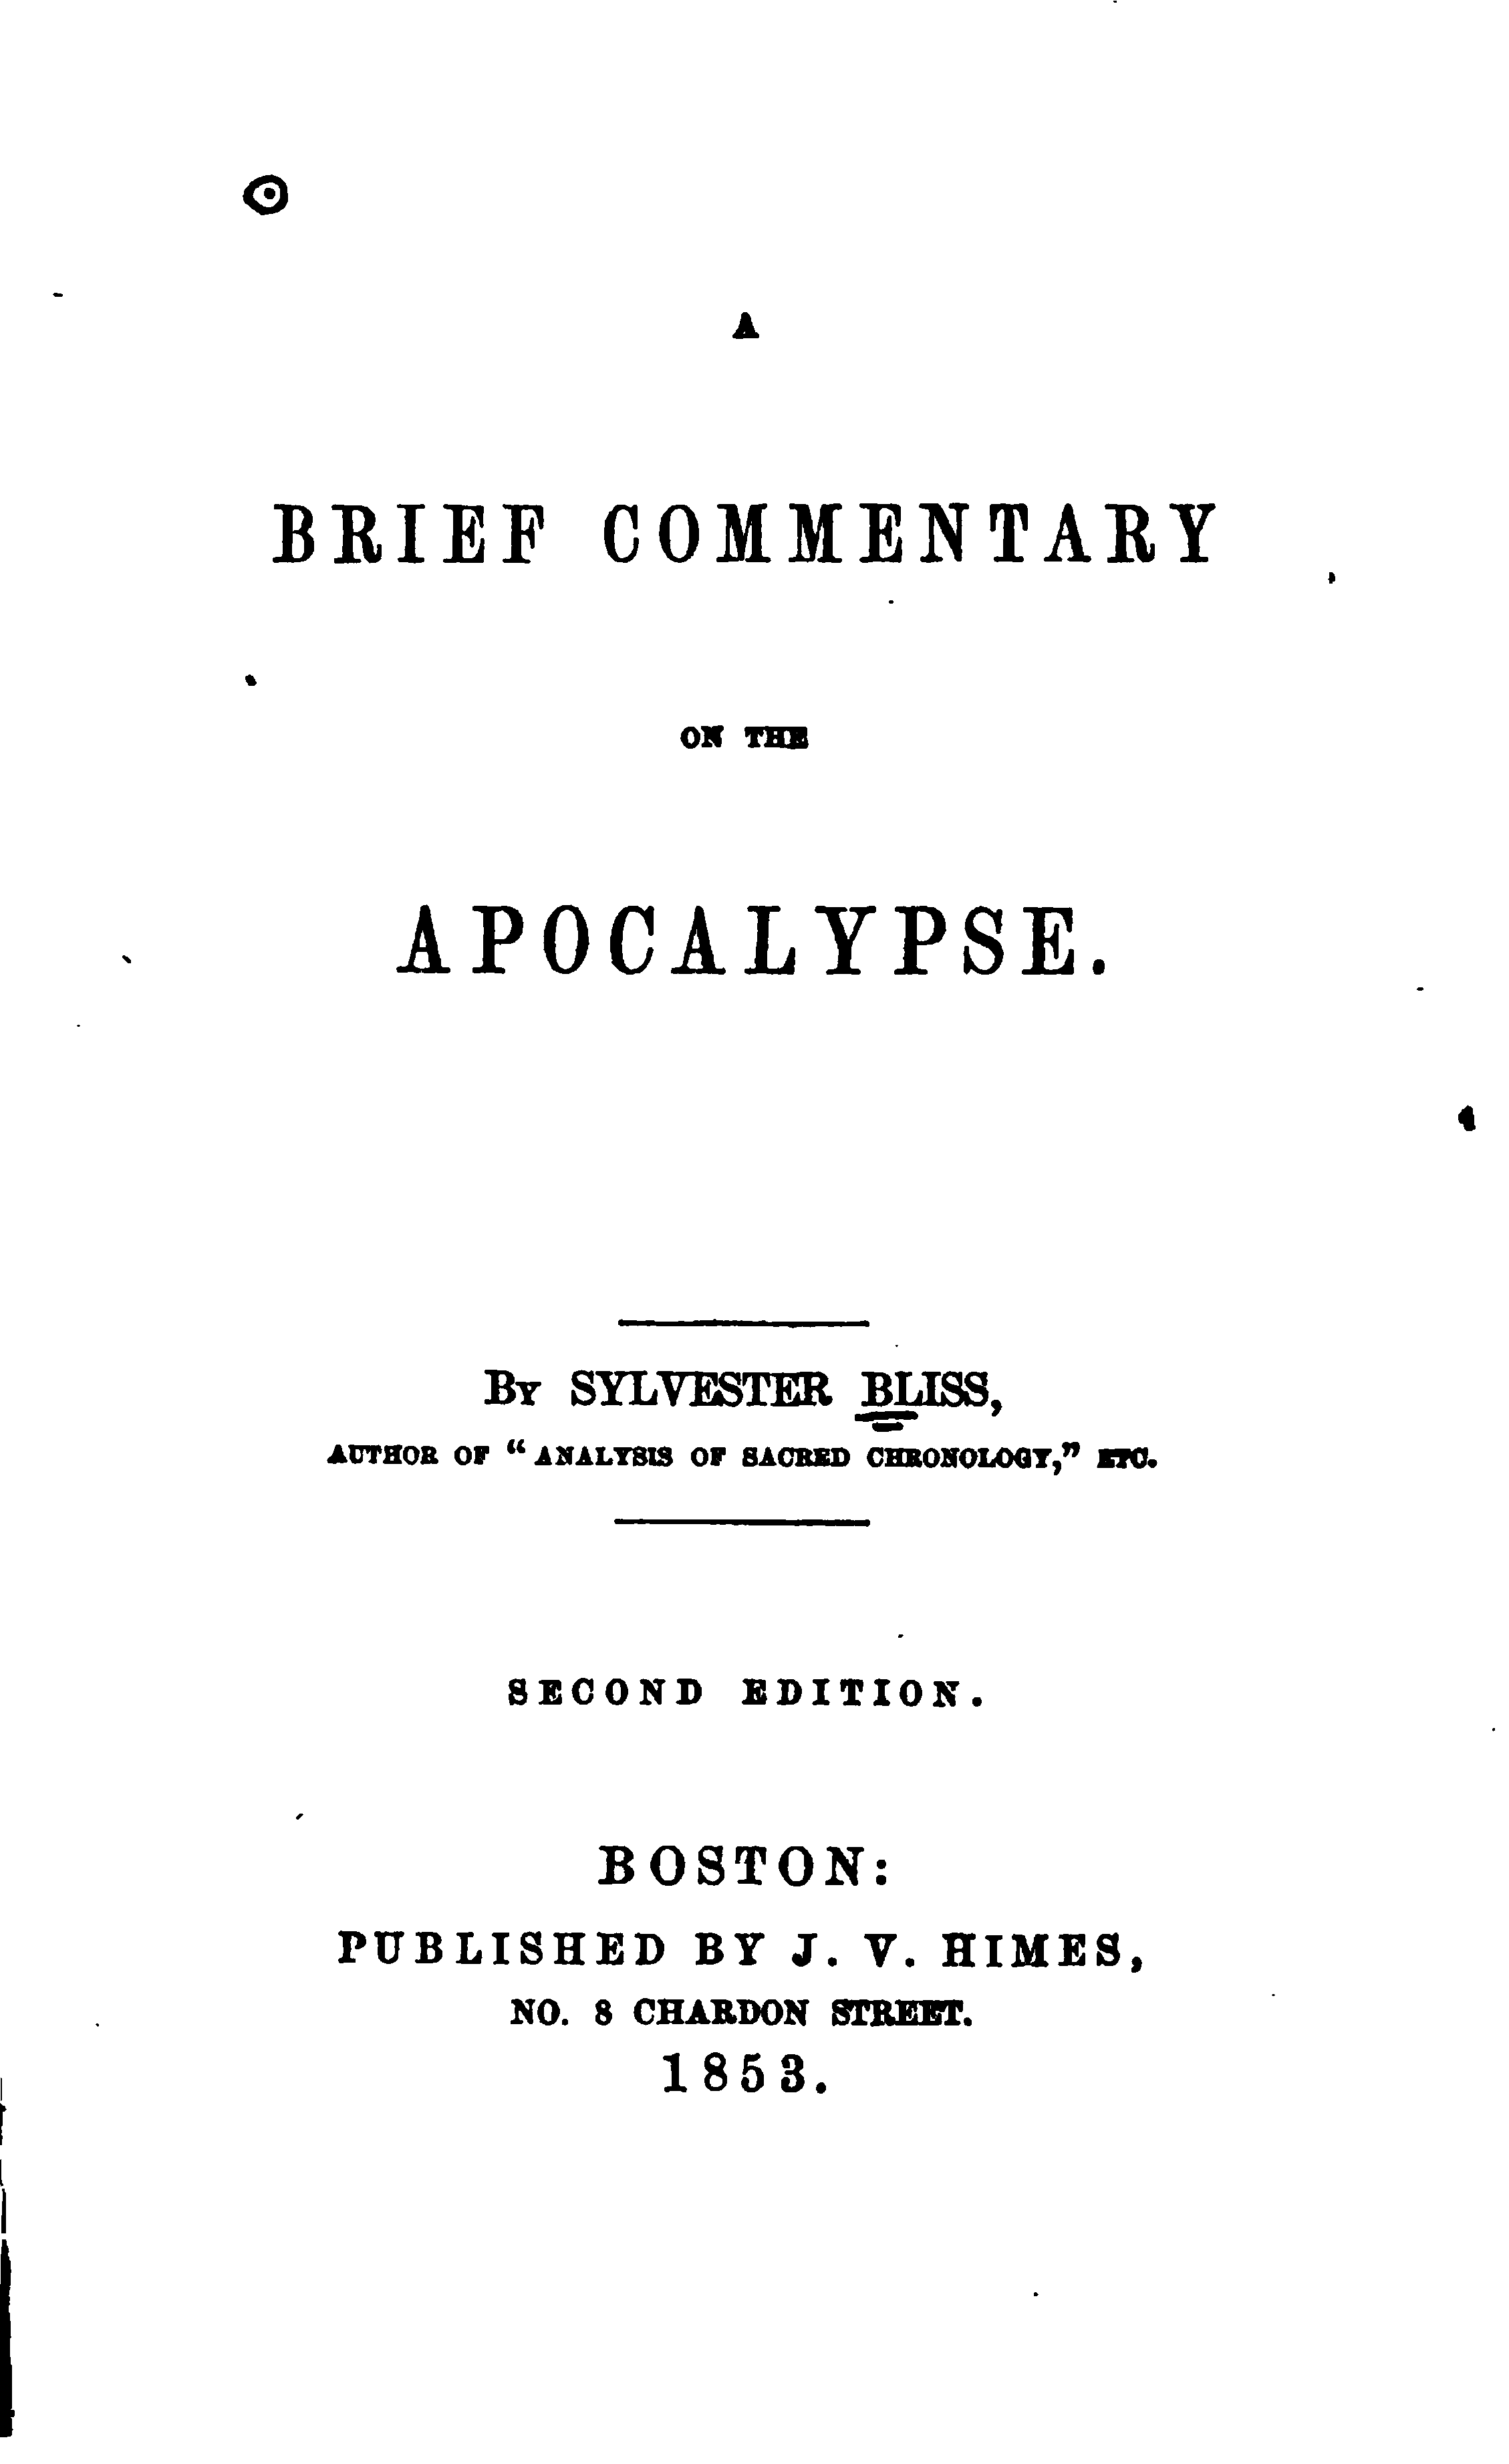 A
BRIEF COMMENTARY
ON THE
APOCALYPSE.
BY SYLVESTER BLISS,
AUTHOR OF “ANALYSIS OF SACRED CHRONOLOGY,” ETC.
SECOND EDITION.
BOSTON:
PUBLISHED BY J. V. HIMES,
NO. 8 CHARDON STREET.
1853.